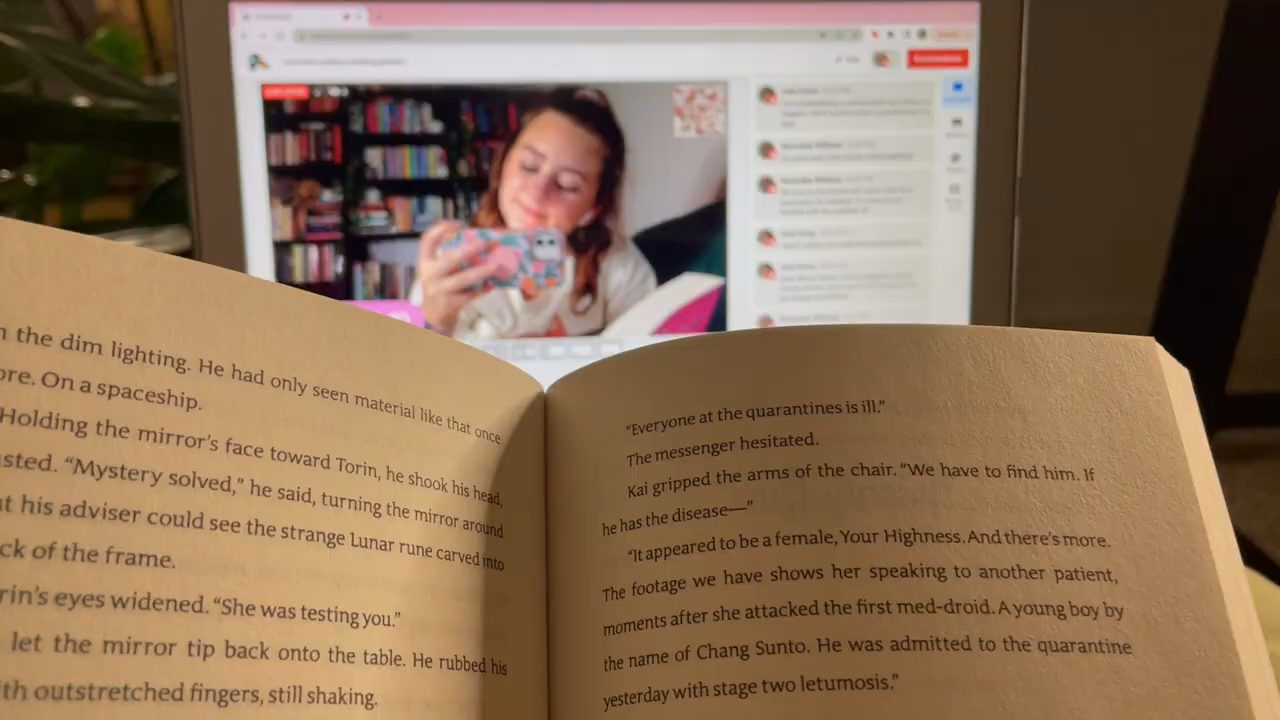 the dim lighting. He had only seen material like that once
ore. On a spaceship.
Holding the mirror’s face toward Torin, he shook his head,
sted. “Mystery solved,” he said, turning the mirror around
t his adviser could see the strange Lunar rune carved into
ck of the frame.
rin’s eyes widened. “She was testing you.”
let the mirror tip back onto the table. He rubbed his
ith outstretched fingers, still shaking.
“Everyone at the quarantines is ill.”
The messenger hesitated.
Kai gripped the arms of the chair. “We have to find him. If
he has the disease—”
“It appeared to be a female, Your Highness. And there’s more.
The footage we have shows her speaking to another patient,
moments after she attacked the first med-droid. A young boy by
the name of Chang Sunto. He was admitted to the quarantine
yesterday with stage two letumosis.”